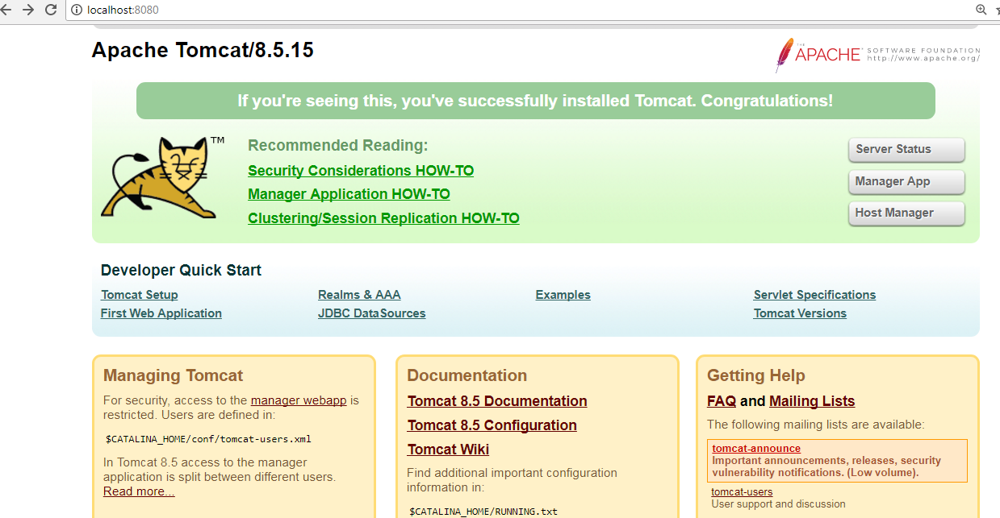 localhost:8080
Apache Tomcat/8.5.15
THE
APACHE
SOFTWARE FOUNDATION
http://www.apache.org/
If you're seeing this, you've successfully installed Tomcat. Congratulations!
TM
Recommended Reading:
Security Considerations HOW-TO
Manager Application HOW-TO
Clustering/Session Replication HOW-TO
Server Status
Manager App
Host Manager
Developer Quick Start
Tomcat Setup
First Web Application
Realms & AAA
JDBC DataSources
Examples
Servlet Specifications
Tomcat Versions
Managing Tomcat
For security, access to the manager webapp is
restricted. Users are defined in:
$CATALINA_HOME/conf/tomcat-users.xml
In Tomcat 8.5 access to the manager
application is split between different users.
Read more...
Documentation
Tomcat 8.5 Documentation
Tomcat 8.5 Configuration
Tomcat Wiki
Find additional important configuration
information in:
$CATALINA_HOME/RUNNING.txt
Getting Help
FAQ and Mailing Lists
The following mailing lists are available:
tomcat-announce
Important announcements, releases, security
vulnerability notifications. (Low volume).
tomcat-users
User support and discussion